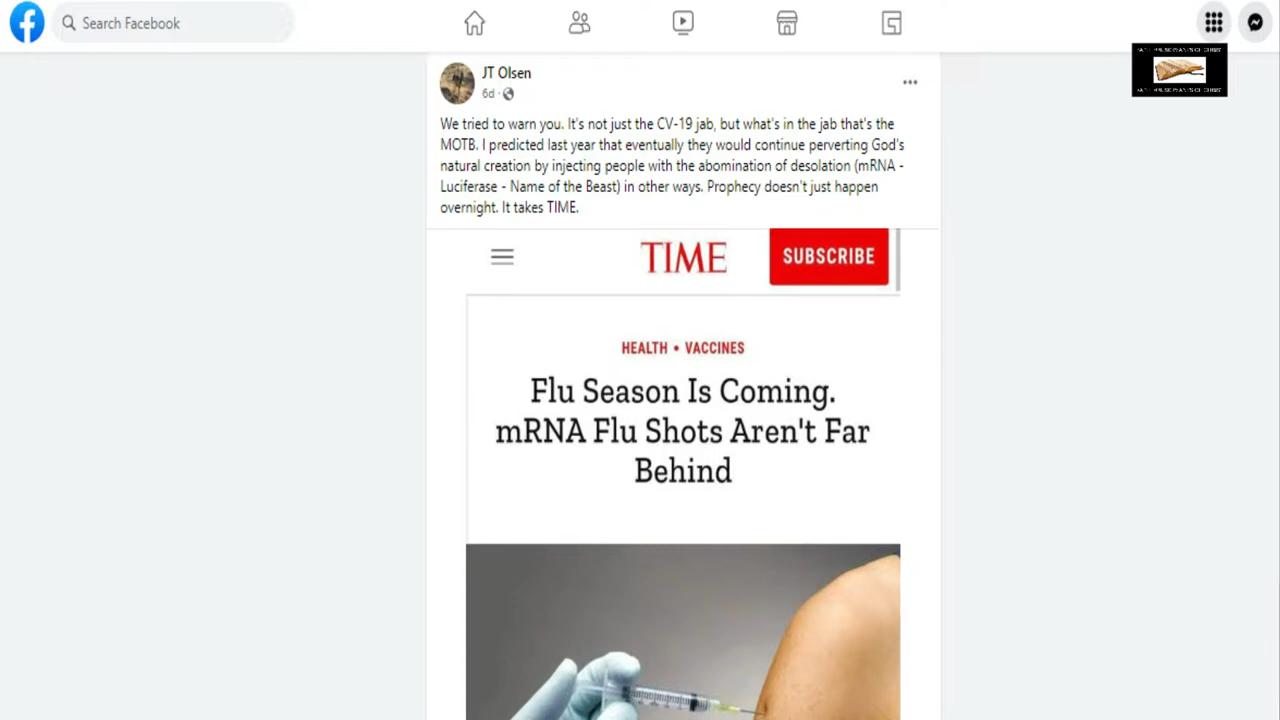 Search Facebook
JT Olsen
6d ·
We tried to warn you. It's not just the CV-19 jab, but what's in the jab that's the
MOTB. I predicted last year that eventually they would continue perverting God's
natural creation by injecting people with the abomination of desolation (mRNA -
Luciferase - Name of the Beast) in other ways. Prophecy doesn't just happen
overnight. It takes TIME.
TIME
SUBSCRIBE
HEALTH • VACCINES
Flu Season Is Coming.
mRNA Flu Shots Aren't Far
Behind